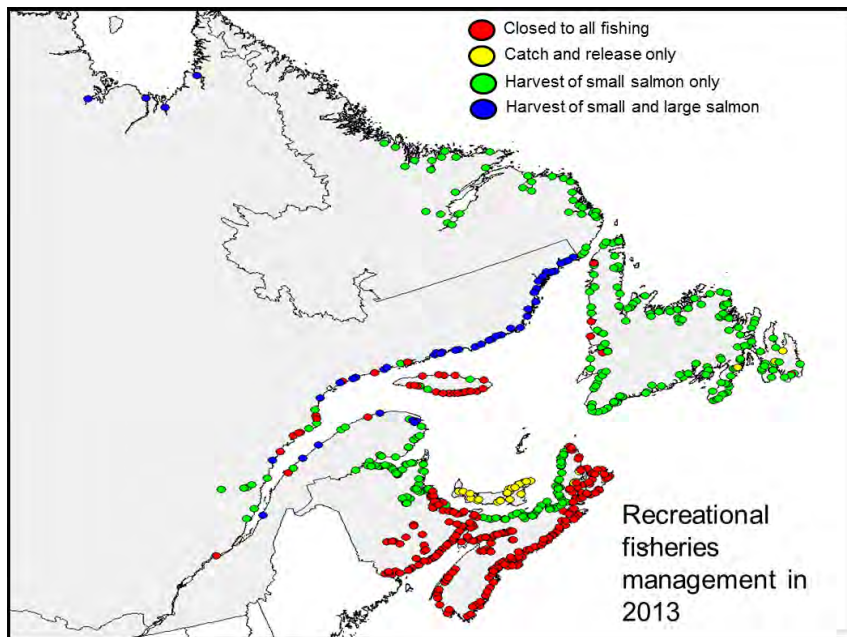 Closed to all fishing
Catch and release only
Harvest of small salmon only
Harvest of small and large salmon
Recreational
fisheries
management in
2013